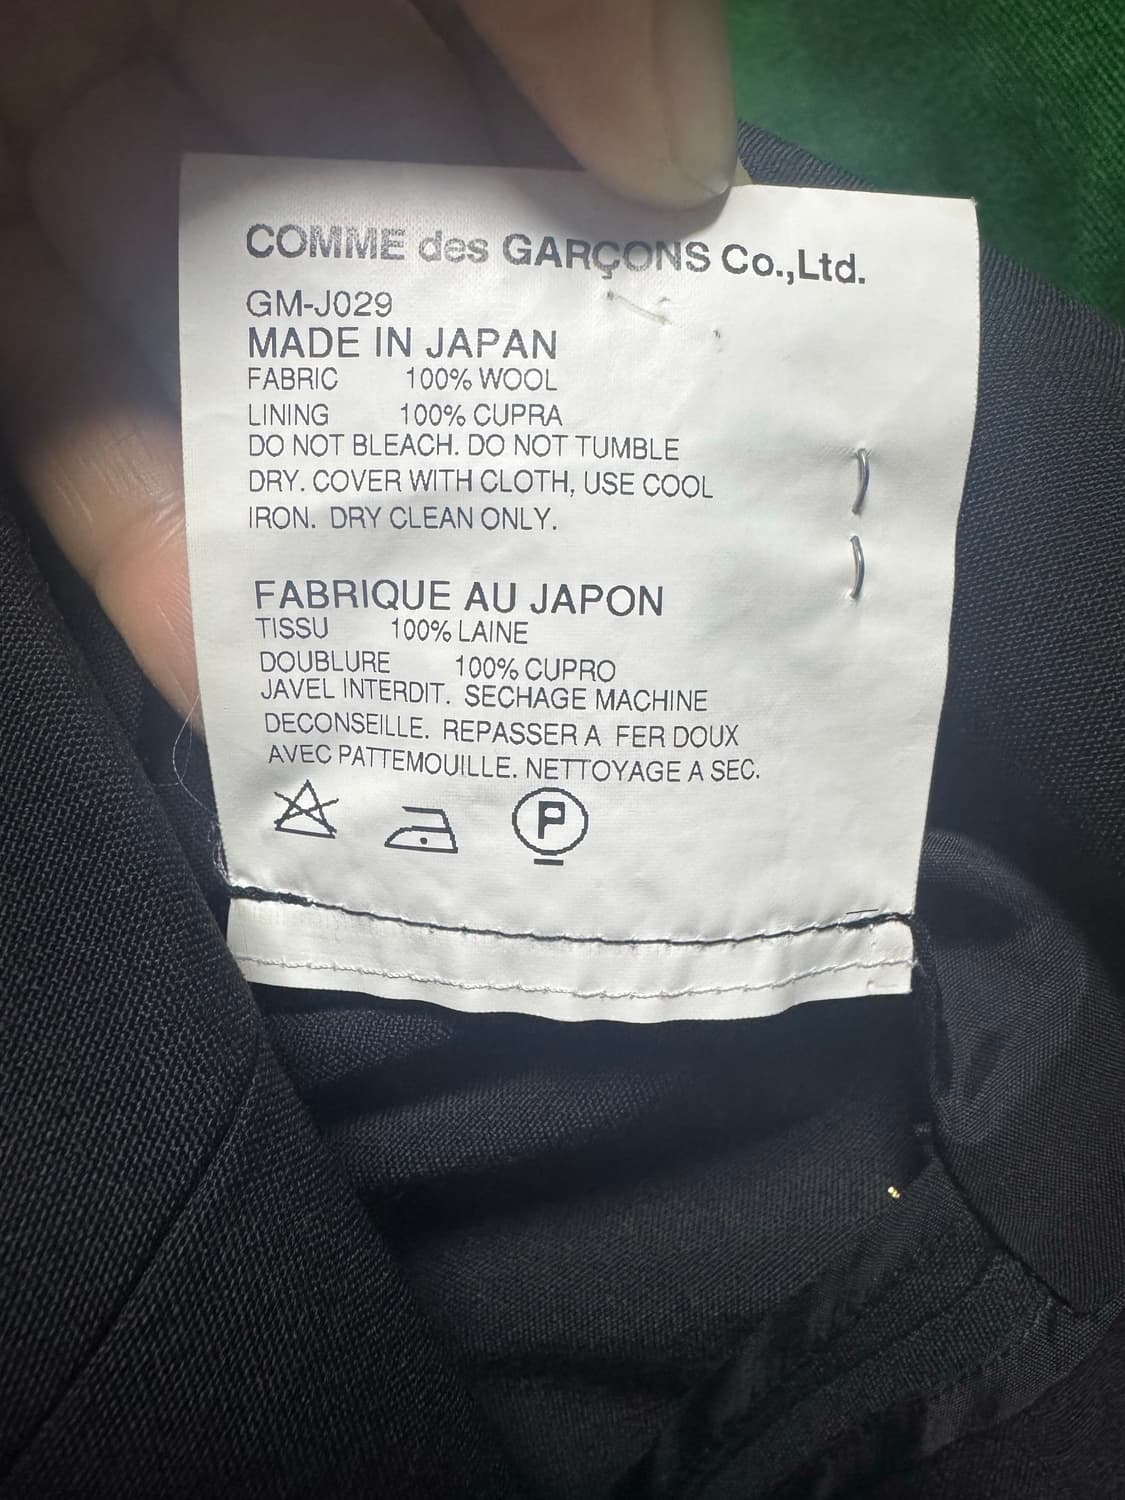 COMME des GARÇONS Co.,Ltd.
GM-J029
MADE IN JAPAN
FABRIC 100% WOOL
LINING 100% CUPRA
DO NOT BLEACH. DO NOT TUMBLE
DRY. COVER WITH CLOTH, USE COOL
IRON. DRY CLEAN ONLY.
FABRIQUE AU JAPON
TISSU 100% LAINE
DOUBLURE 100% CUPRO
JAVEL INTERDIT. SECHAGE MACHINE
DECONSEILLE. REPASSER A FER DOUX
AVEC PATTEMOUILLE. NETTOYAGE A SEC.
P